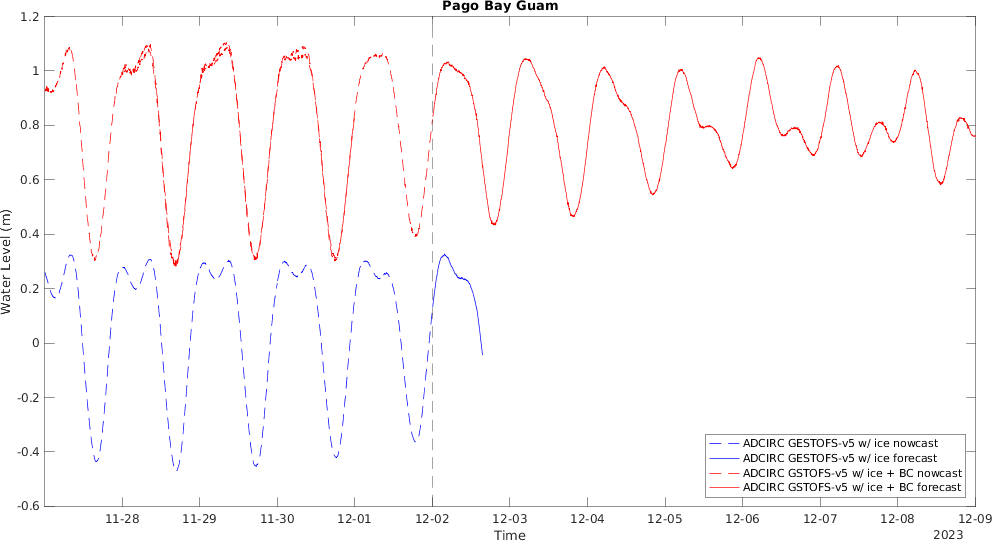 Pago Bay Guam
1.2
1
0.8
0.6
0.4
0.2
0
-0.2
-0.4
-0.6
Water Level (m)
ADCIRC GESTOFS-v5 w/ ice nowcast
ADCIRC GESTOFS-v5 w/ ice forecast
ADCIRC GSTOFS-v5 w/ ice + BC nowcast
ADCIRC GSTOFS-v5 w/ ice + BC forecast
11-28 11-29 11-30 12-01 12-02 12-03 12-04 12-05 12-06 12-07 12-08 12-09
Time
2023